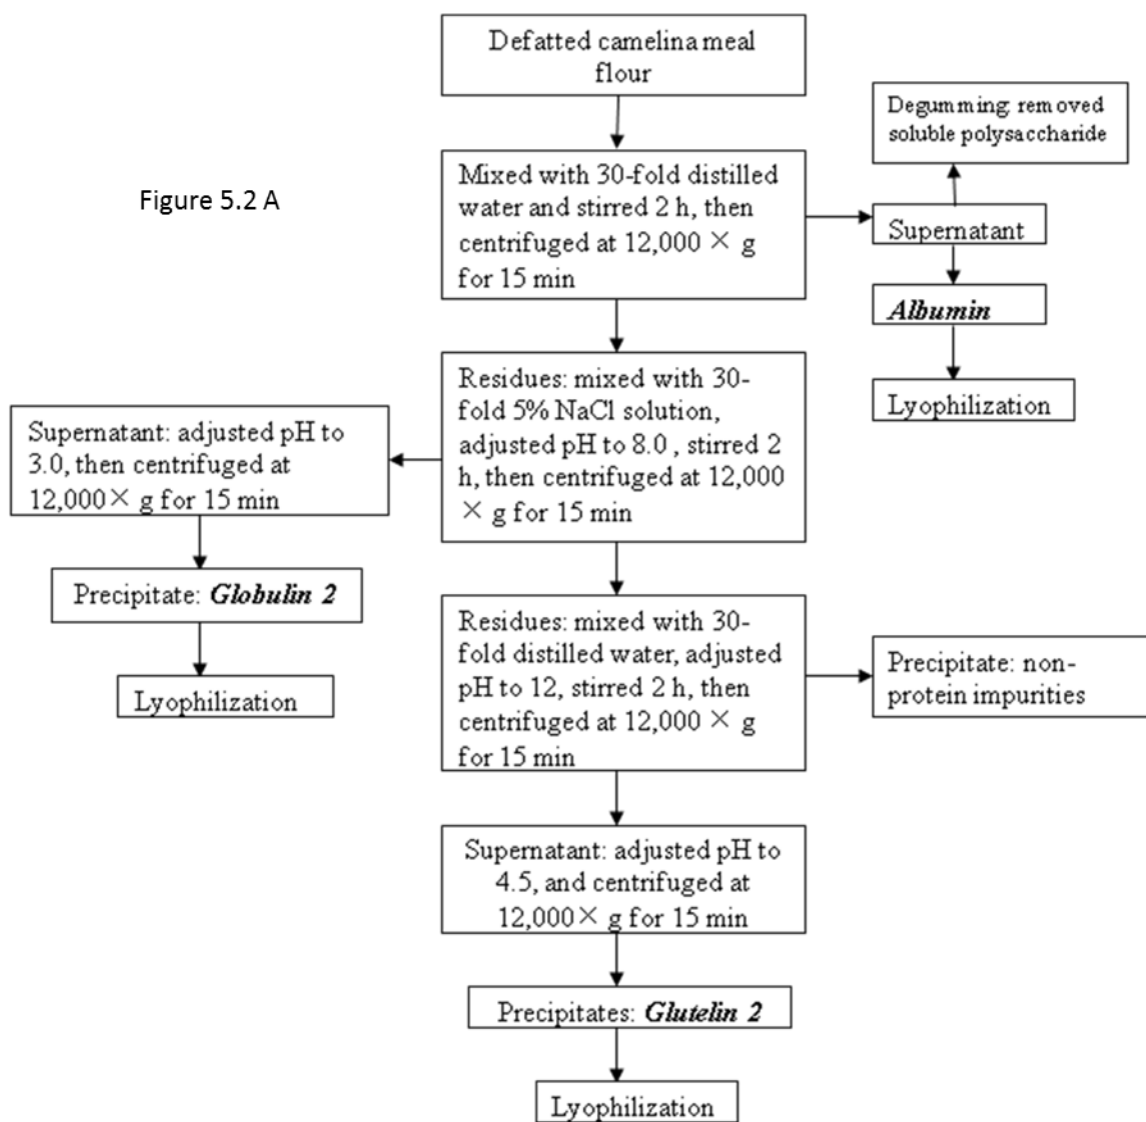 Defatted camelina meal
flour
Degumming: removed
soluble polysaccharide
Figure 5.2 A
Mixed with 30-fold distilled
water and stirred 2 h, then
centrifuged at 12,000 × g
for 15 min
Supernatant
Albumin
Lyophilization
Residues: mixed with 30-
fold 5% NaCl solution,
adjusted pH to 8.0 , stirred 2
h, then centrifuged at 12,000
× g for 15 min
Supernatant: adjusted pH to
3.0, then centrifuged at
12,000× g for 15 min
Precipitate: Globulin 2
Lyophilization
Residues: mixed with 30-
fold distilled water, adjusted
pH to 12, stirred 2 h, then
centrifuged at 12,000 × g
for 15 min
Precipitate: non-
protein impurities
Supernatant: adjusted pH to
4.5, and centrifuged at
12,000× g for 15 min
Precipitates: Glutelin 2
Lyophilization